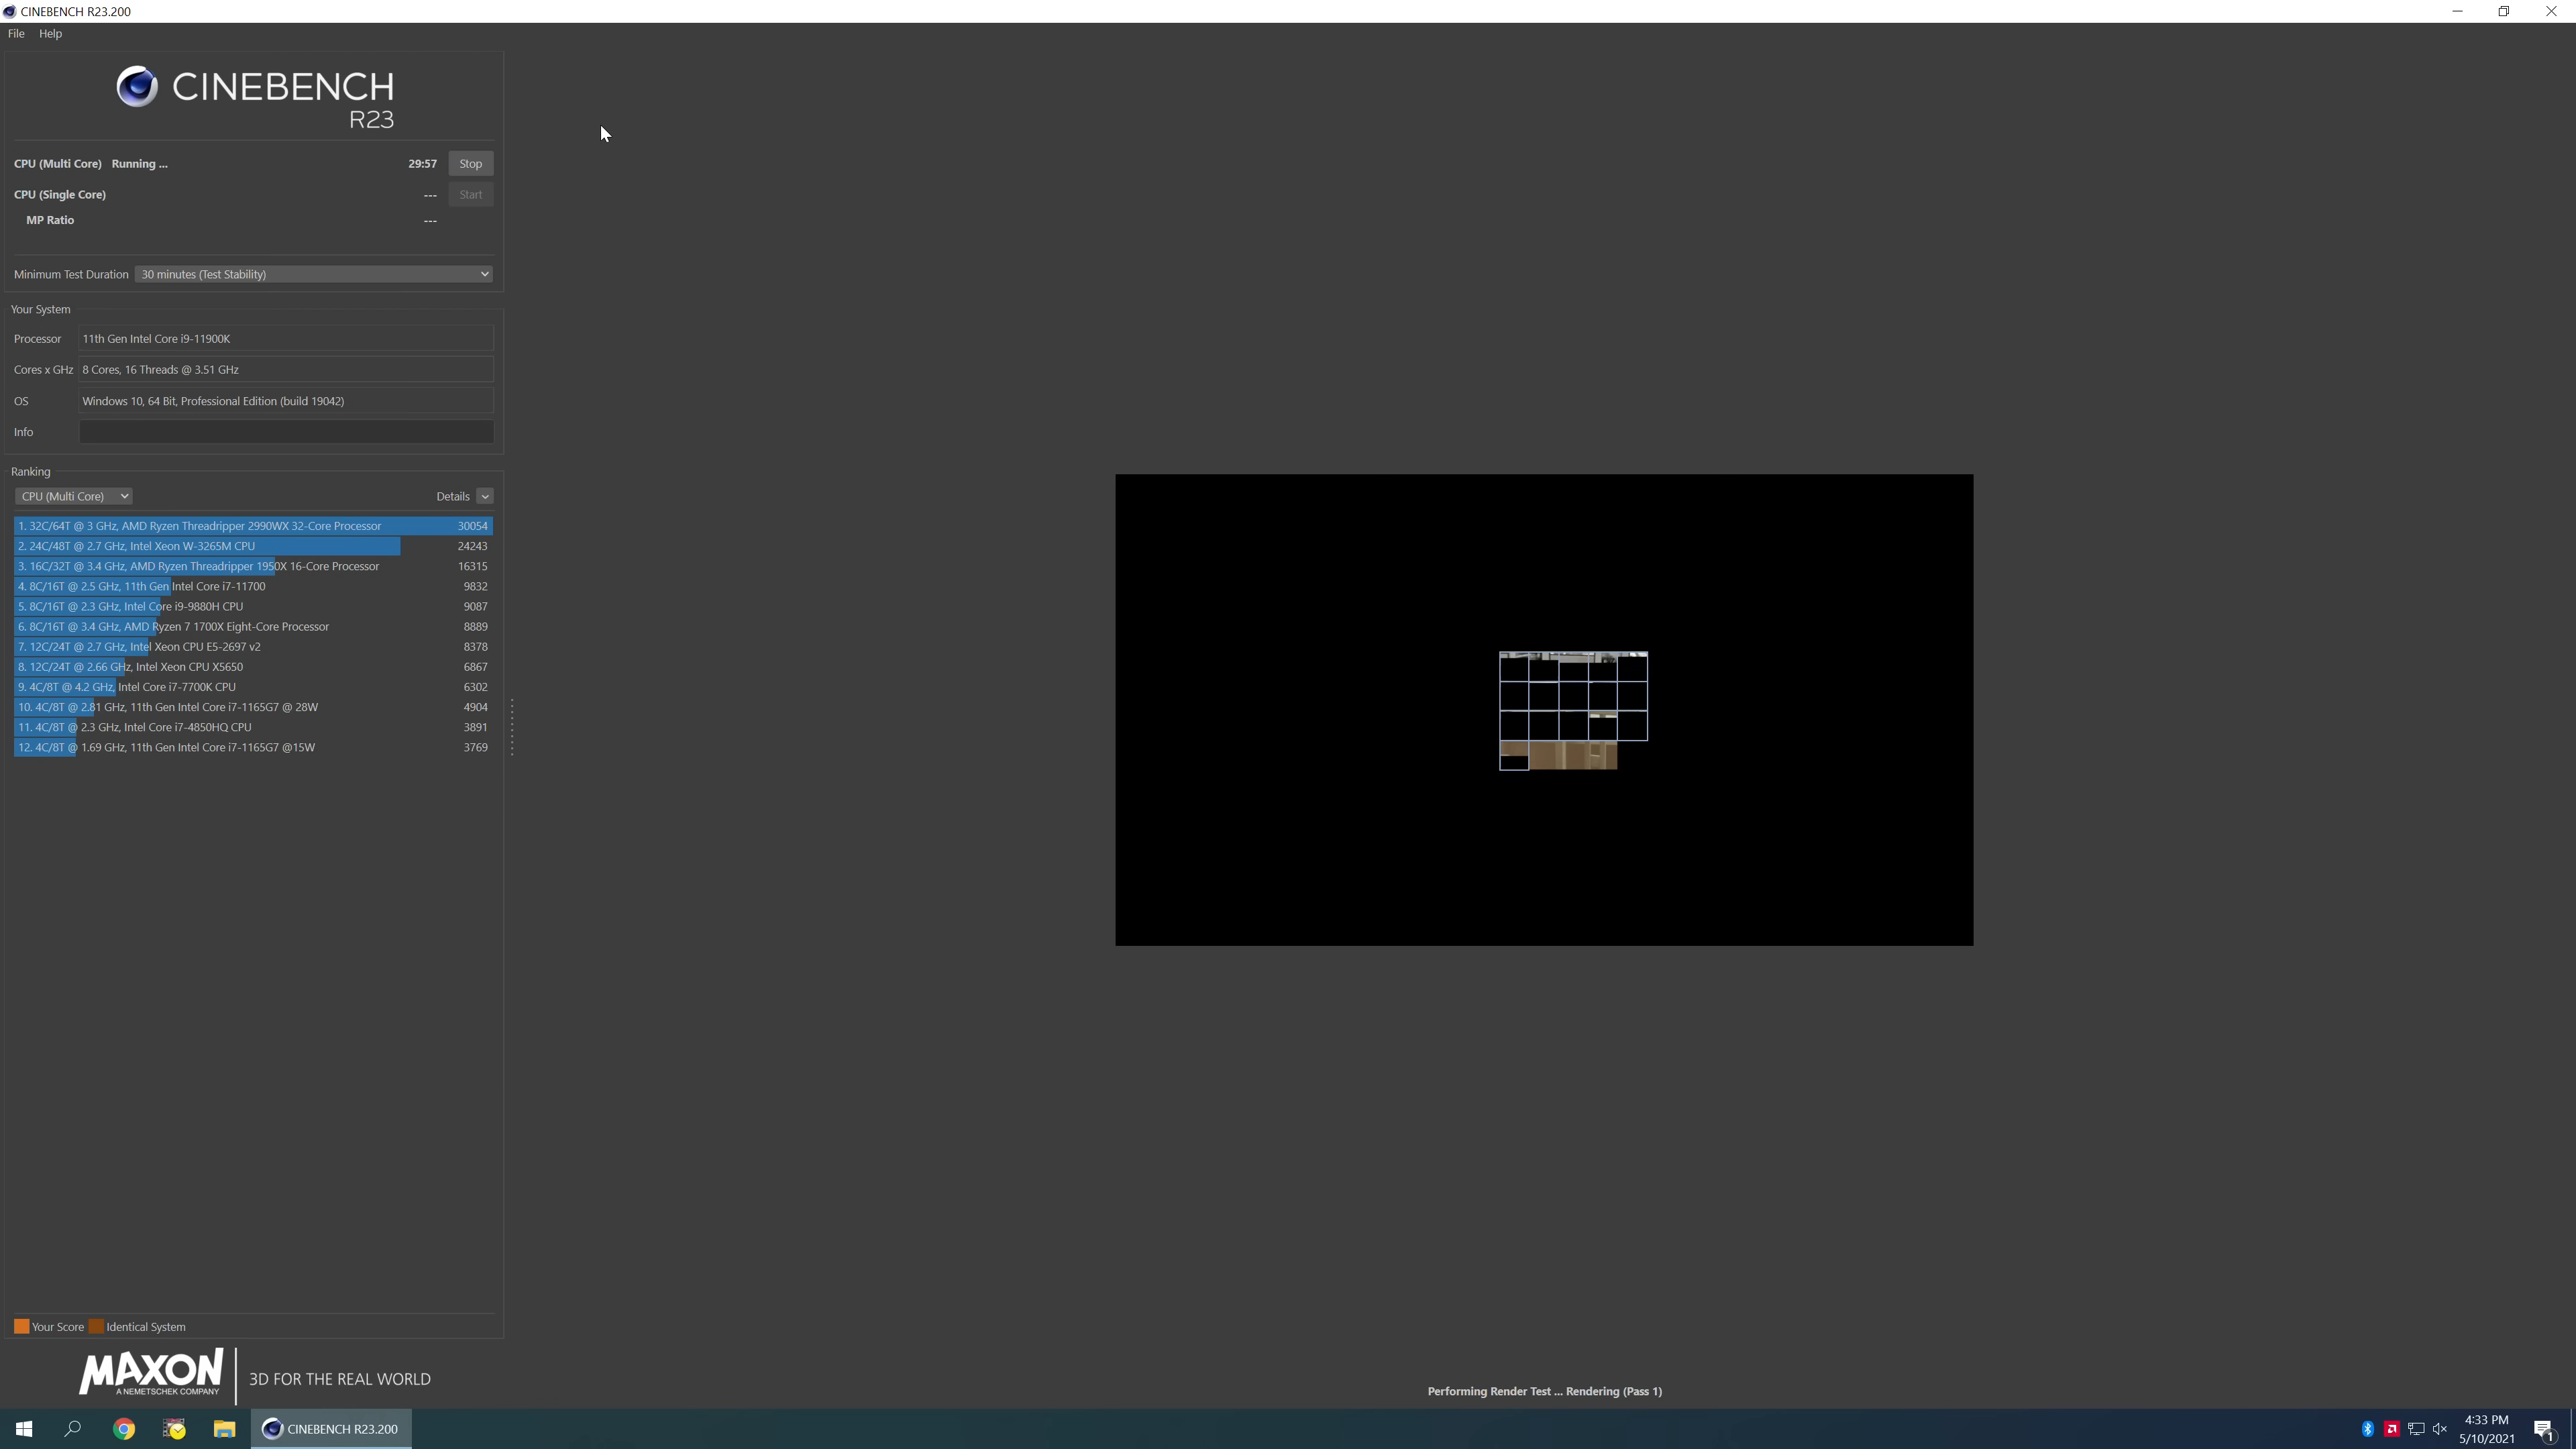 CINEBENCH R23.200
File Help
CINEBENCH
R23
CPU (Multi Core) Running ... 29:57 Stop
CPU (Single Core) --- Start
MP Ratio ---
Minimum Test Duration 30 minutes (Test Stability)
Your System
Processor 11th Gen Intel Core i9-11900K
Cores x GHz 8 Cores, 16 Threads @ 3.51 GHz
OS Windows 10, 64 Bit, Professional Edition (build 19042)
Info
Ranking
CPU (Multi Core) Details
1. 32C/64T @ 3 GHz, AMD Ryzen Threadripper 2990WX 32-Core Processor 30054
2. 24C/48T @ 2.7 GHz, Intel Xeon W-3265M CPU 24243
3. 16C/32T @ 3.4 GHz, AMD Ryzen Threadripper 1950X 16-Core Processor 16315
4. 8C/16T @ 2.5 GHz, 11th Gen Intel Core i7-11700 9832
5. 8C/16T @ 2.3 GHz, Intel Core i9-9880H CPU 9087
6. 8C/16T @ 3.4 GHz, AMD Ryzen 7 1700X Eight-Core Processor 8889
7. 12C/24T @ 2.7 GHz, Intel Xeon CPU E5-2697 v2 8378
8. 12C/24T @ 2.66 GHz, Intel Xeon CPU X5650 6867
9. 4C/8T @ 4.2 GHz, Intel Core i7-7700K CPU 6302
10. 4C/8T @ 2.81 GHz, 11th Gen Intel Core i7-1165G7 @ 28W 4904
11. 4C/8T @ 2.3 GHz, Intel Core i7-4850HQ CPU 3891
12. 4C/8T @ 1.69 GHz, 11th Gen Intel Core i7-1165G7 @15W 3769
Your Score Identical System
MAXON
A NEMETSCHEK COMPANY
3D FOR THE REAL WORLD
Performing Render Test ... Rendering (Pass 1)
CINEBENCH R23.200
4:33 PM
5/10/2021
1